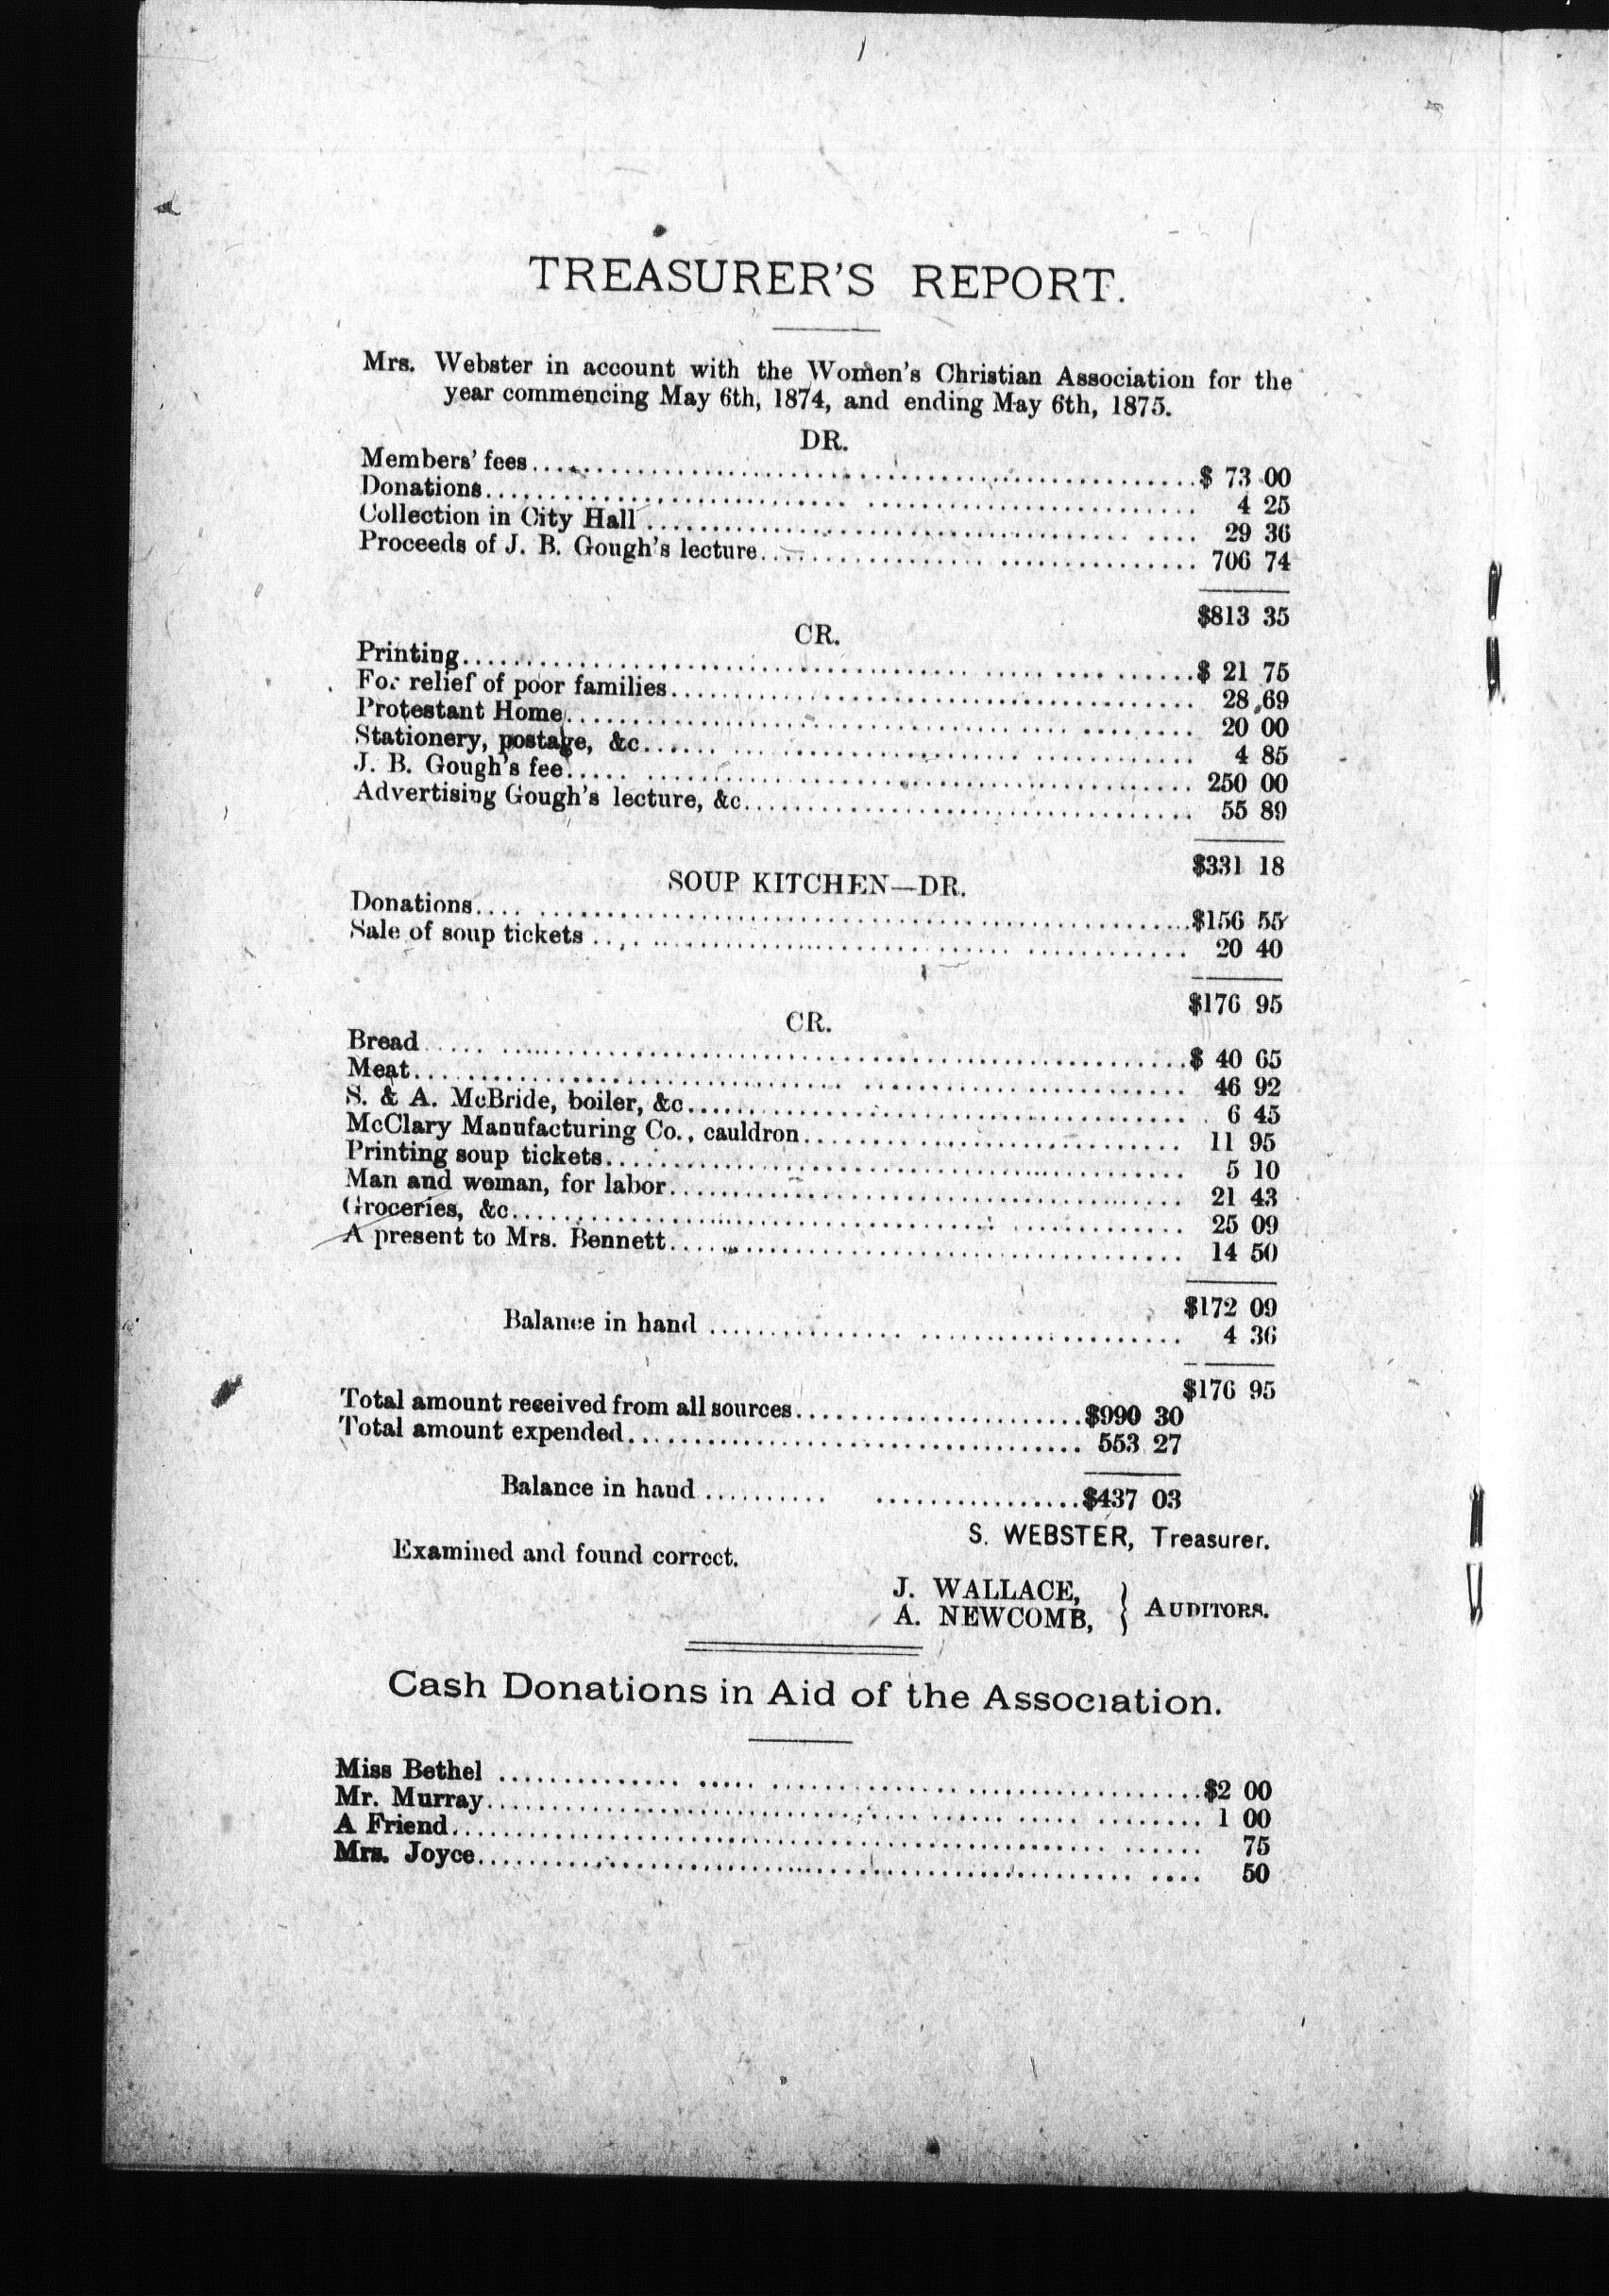 TREASURER'S REPORT.
Mrs. Webster in account with the Women's Christian Association for the
year commencing May 6th, 1874, and ending May 6th, 1875.
DR.
Members' fees $ 73 00
Donations 4 25
Collection in City Hall 29 36
Proceeds of J. B. Gough's lecture 706 74
$813 35
CR.
Printing $ 21 75
For relief of poor families 28 69
Protestant Home 20 00
Stationery, postage, &c 4 85
J. B. Gough's fee 250 00
Advertising Gough's lecture, &c 55 89
$331 18
SOUP KITCHEN—DR.
Donations $156 55
Sale of soup tickets 20 40
$176 95
CR.
Bread $ 40 65
Meat 46 92
S. & A. McBride, boiler, &c 6 45
McClary Manufacturing Co., cauldron 11 95
Printing soup tickets 5 10
Man and woman, for labor 21 43
Groceries, &c 25 09
A present to Mrs. Bennett 14 50
$172 09
Balance in hand 4 36
$176 95
Total amount received from all sources $990 30
Total amount expended 553 27
Balance in hand $437 03
S. WEBSTER, Treasurer.
Examined and found correct.
J. WALLACE,
A. NEWCOMB, } AUDITORS.
Cash Donations in Aid of the Association.
Miss Bethel $2 00
Mr. Murray 1 00
A Friend 75
Mrs. Joyce 50